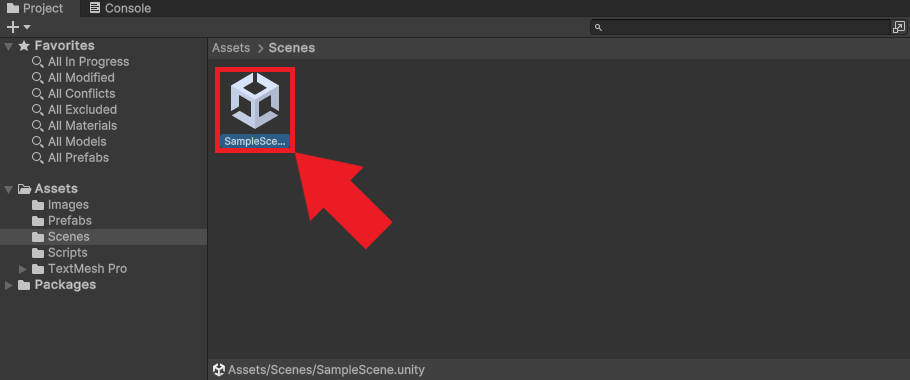 Project
Console
Favorites
All In Progress
All Modified
All Conflicts
All Excluded
All Materials
All Models
All Prefabs
Assets
Images
Prefabs
Scenes
Scripts
TextMesh Pro
Packages
Assets > Scenes
SampleSce...
Assets/Scenes/SampleScene.unity